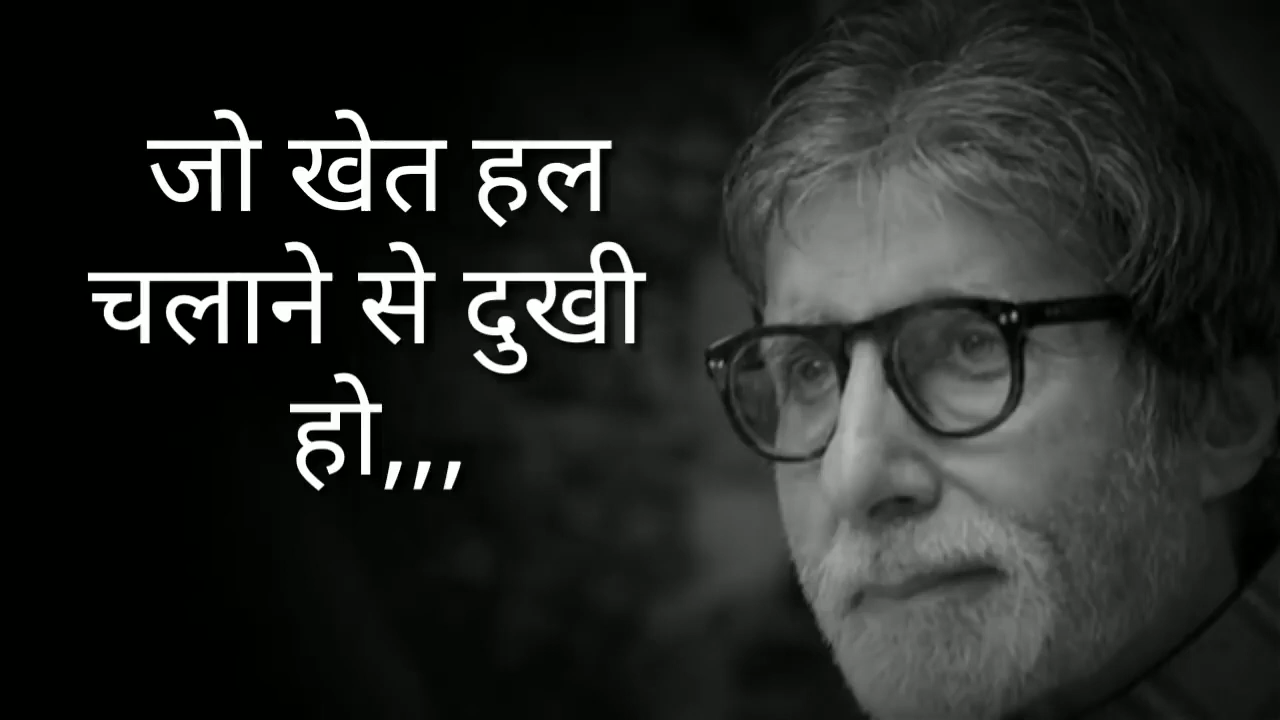 जो खेत हल
चलाने से दुखी
हो,,,